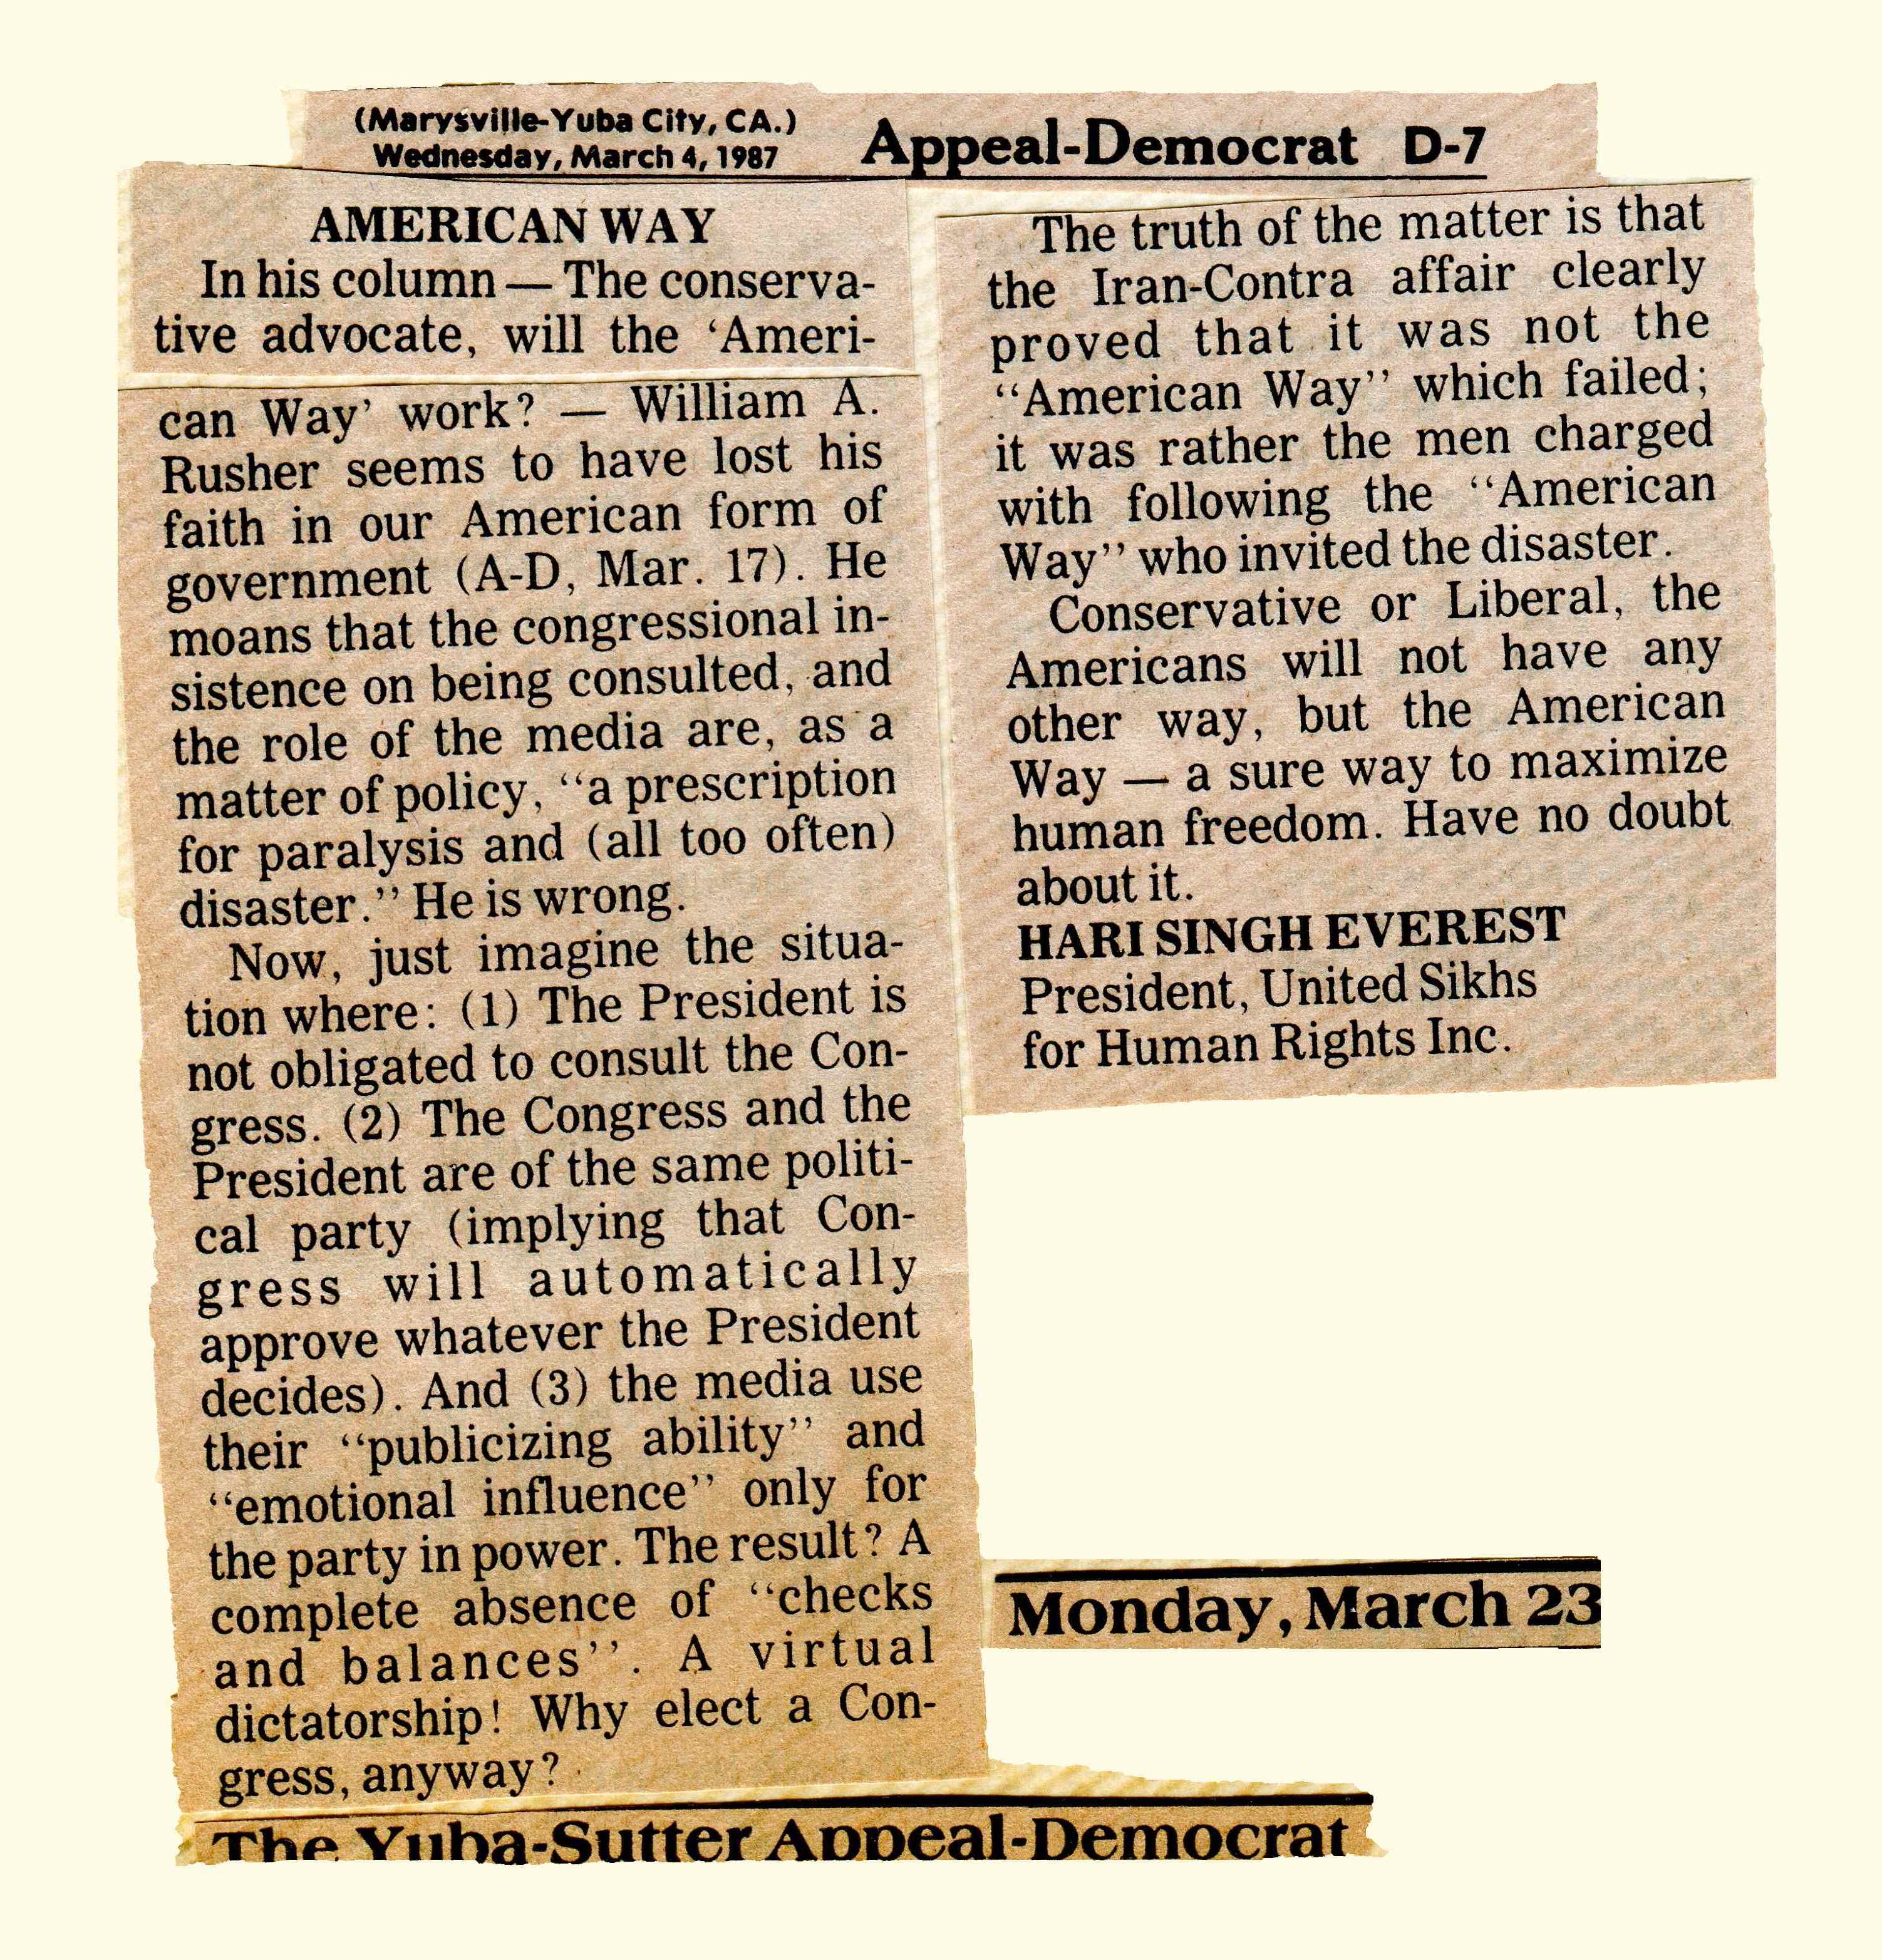 (Marysville-Yuba City, CA.)
Wednesday, March 4, 1987
Appeal-Democrat D-7
AMERICAN WAY
In his column — The conserva-
tive advocate, will the ‘Ameri-
can Way’ work? — William A.
Rusher seems to have lost his
faith in our American form of
government (A-D, Mar. 17). He
moans that the congressional in-
sistence on being consulted, and
the role of the media are, as a
matter of policy, ‘‘a prescription
for paralysis and (all too often)
disaster.’’ He is wrong.
Now, just imagine the situa-
tion where: (1) The President is
not obligated to consult the Con-
gress. (2) The Congress and the
President are of the same politi-
cal party (implying that Con-
gress will automatically
approve whatever the President
decides). And (3) the media use
their ‘‘publicizing ability’’ and
‘‘emotional influence’’ only for
the party in power. The result? A
complete absence of ‘‘checks
and balances’’. A virtual
dictatorship! Why elect a Con-
gress, anyway?
The truth of the matter is that
the Iran-Contra affair clearly
proved that it was not the
‘‘American Way’’ which failed;
it was rather the men charged
with following the ‘‘American
Way’’ who invited the disaster.
Conservative or Liberal, the
Americans will not have any
other way, but the American
Way — a sure way to maximize
human freedom. Have no doubt
about it.
HARI SINGH EVEREST
President, United Sikhs
for Human Rights Inc.
Monday, March 23
The Yuba-Sutter Appeal-Democrat